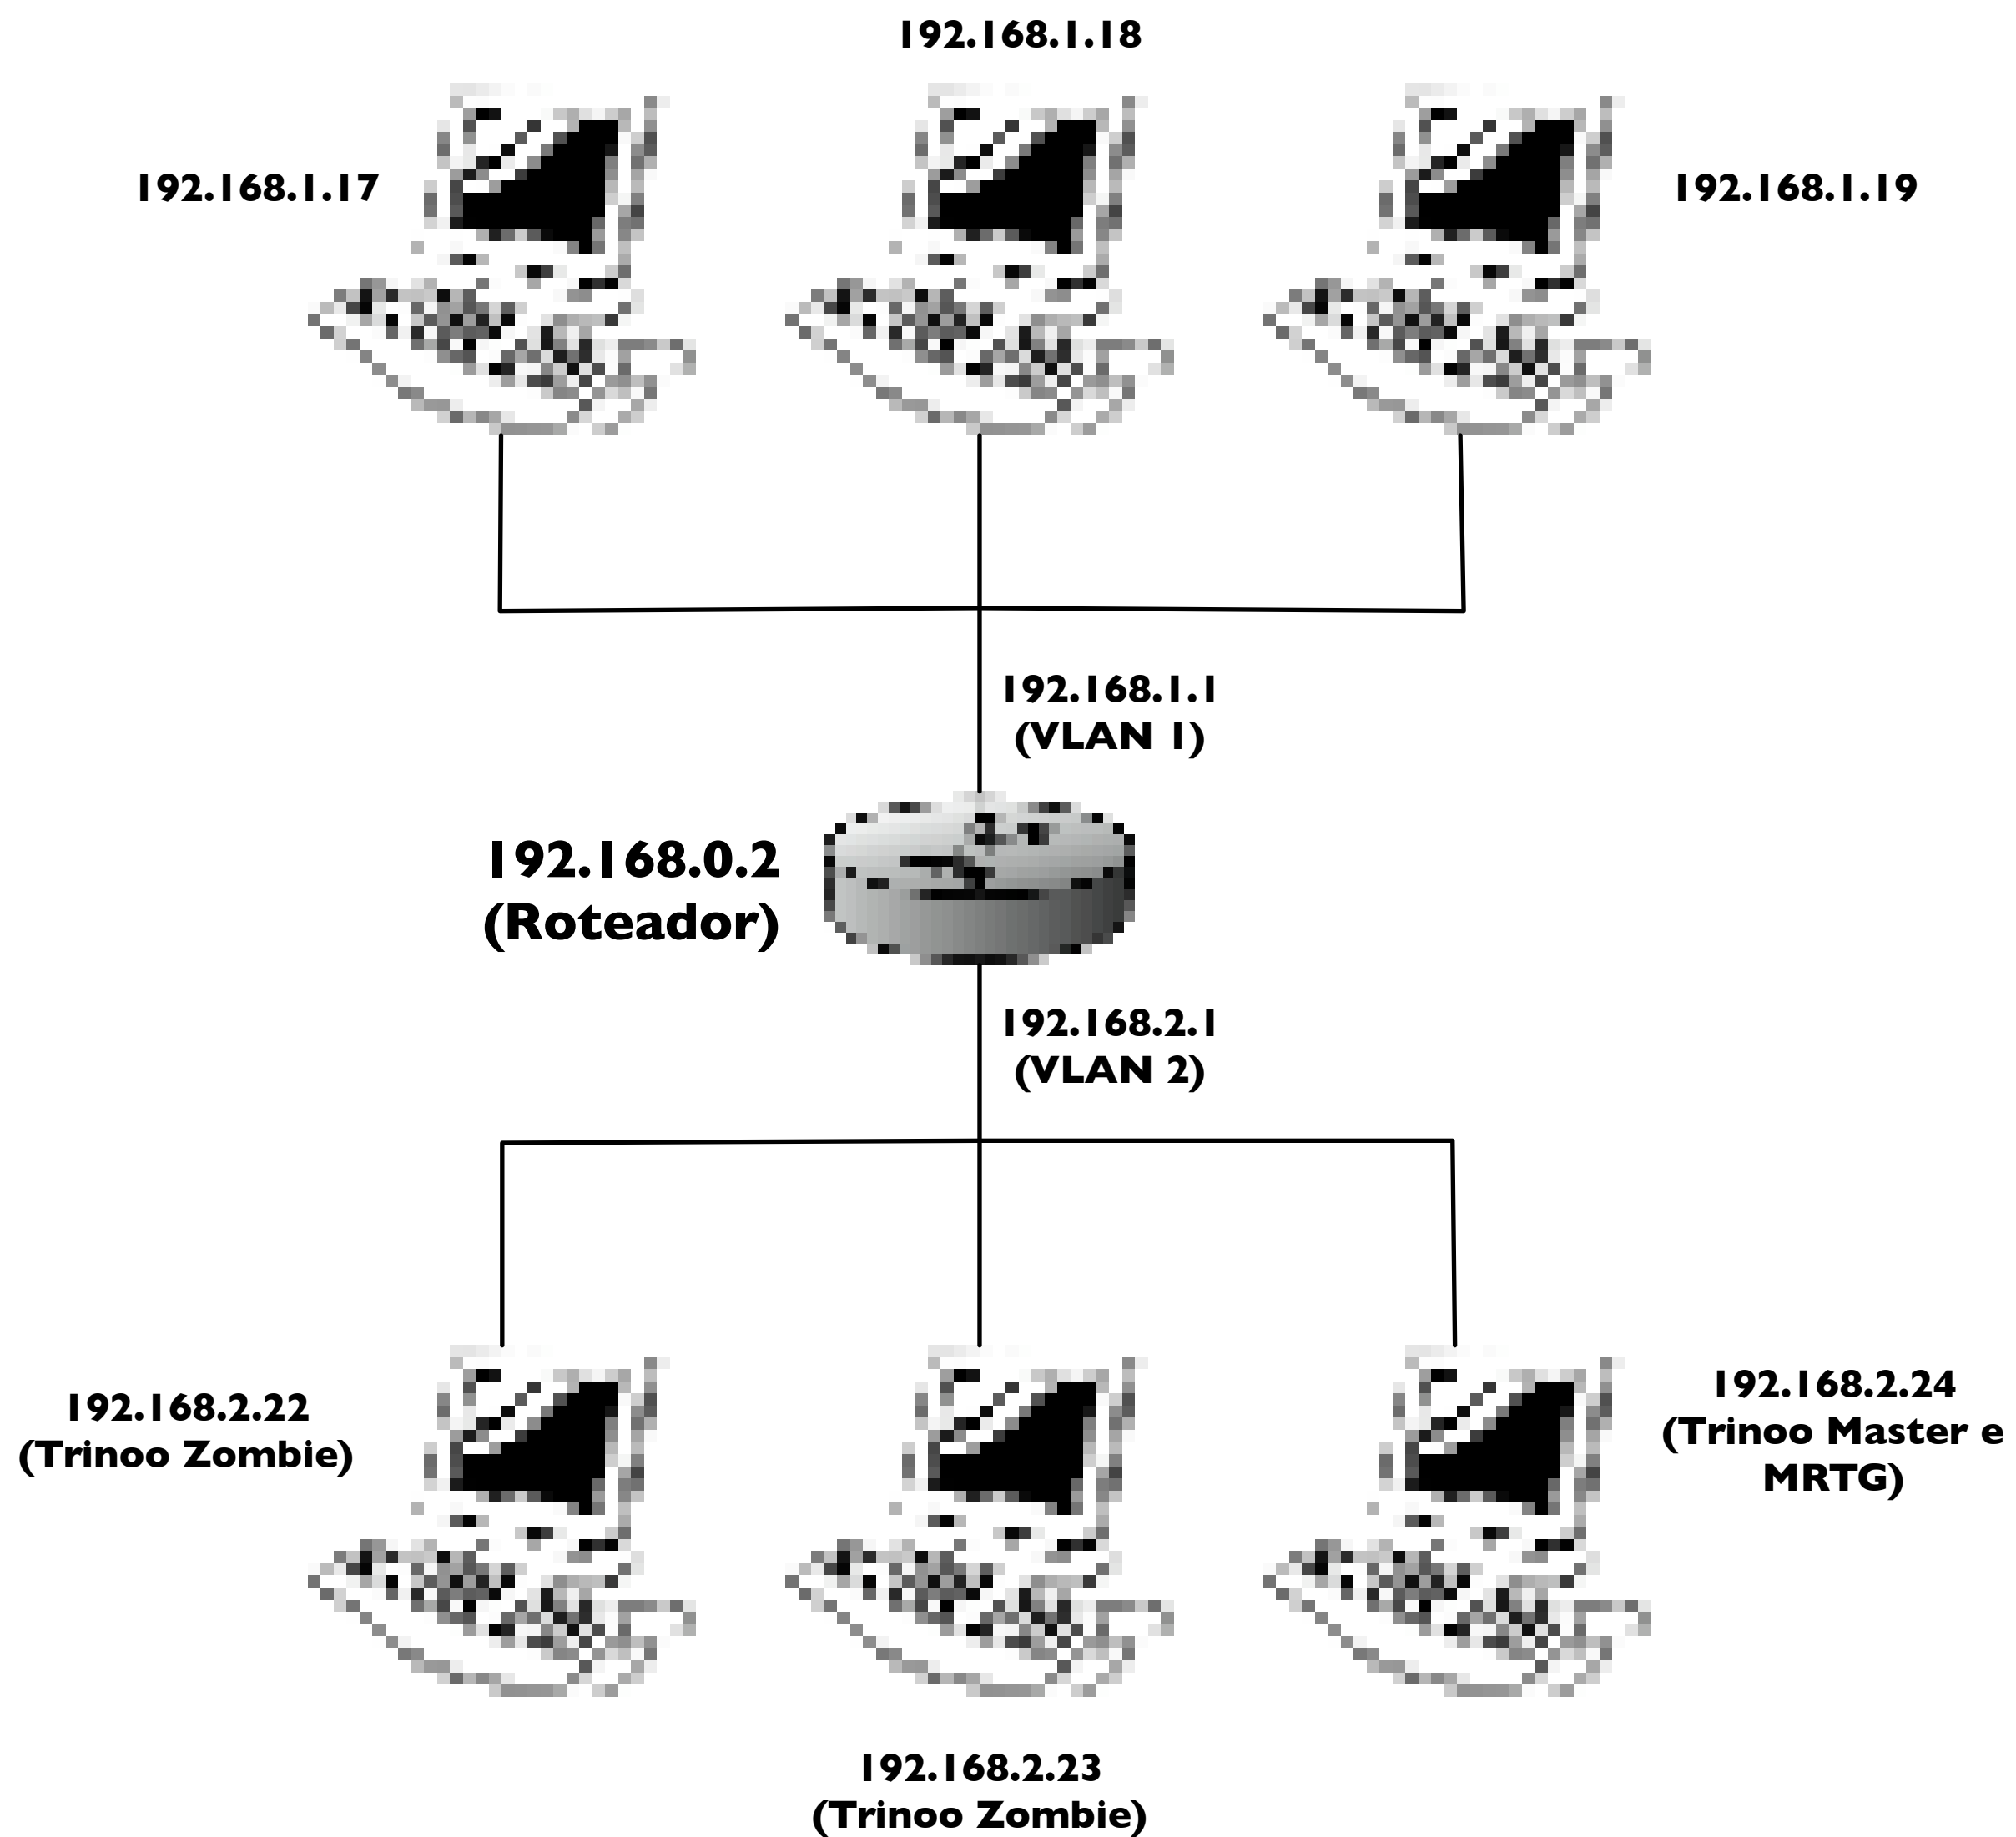 192.168.1.18
192.168.1.17
192.168.1.19
192.168.1.1
(VLAN 1)
192.168.0.2
(Roteador)
192.168.2.1
(VLAN 2)
192.168.2.22
(Trinoo Zombie)
192.168.2.24
(Trinoo Master e
MRTG)
192.168.2.23
(Trinoo Zombie)